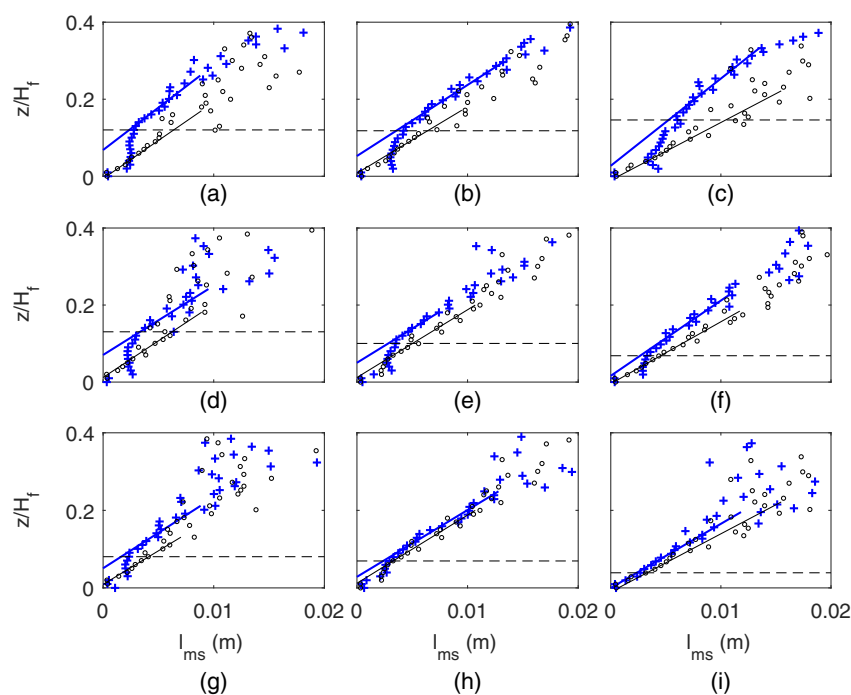 0.4
z/H_f
0.2
0
(a) (b) (c)
0.4
z/H_f
0.2
0
(d) (e) (f)
0.4
z/H_f
0.2
0
0 0.01 0.02 0 0.01 0.02 0 0.01 0.02
l_ms (m) l_ms (m) l_ms (m)
(g) (h) (i)